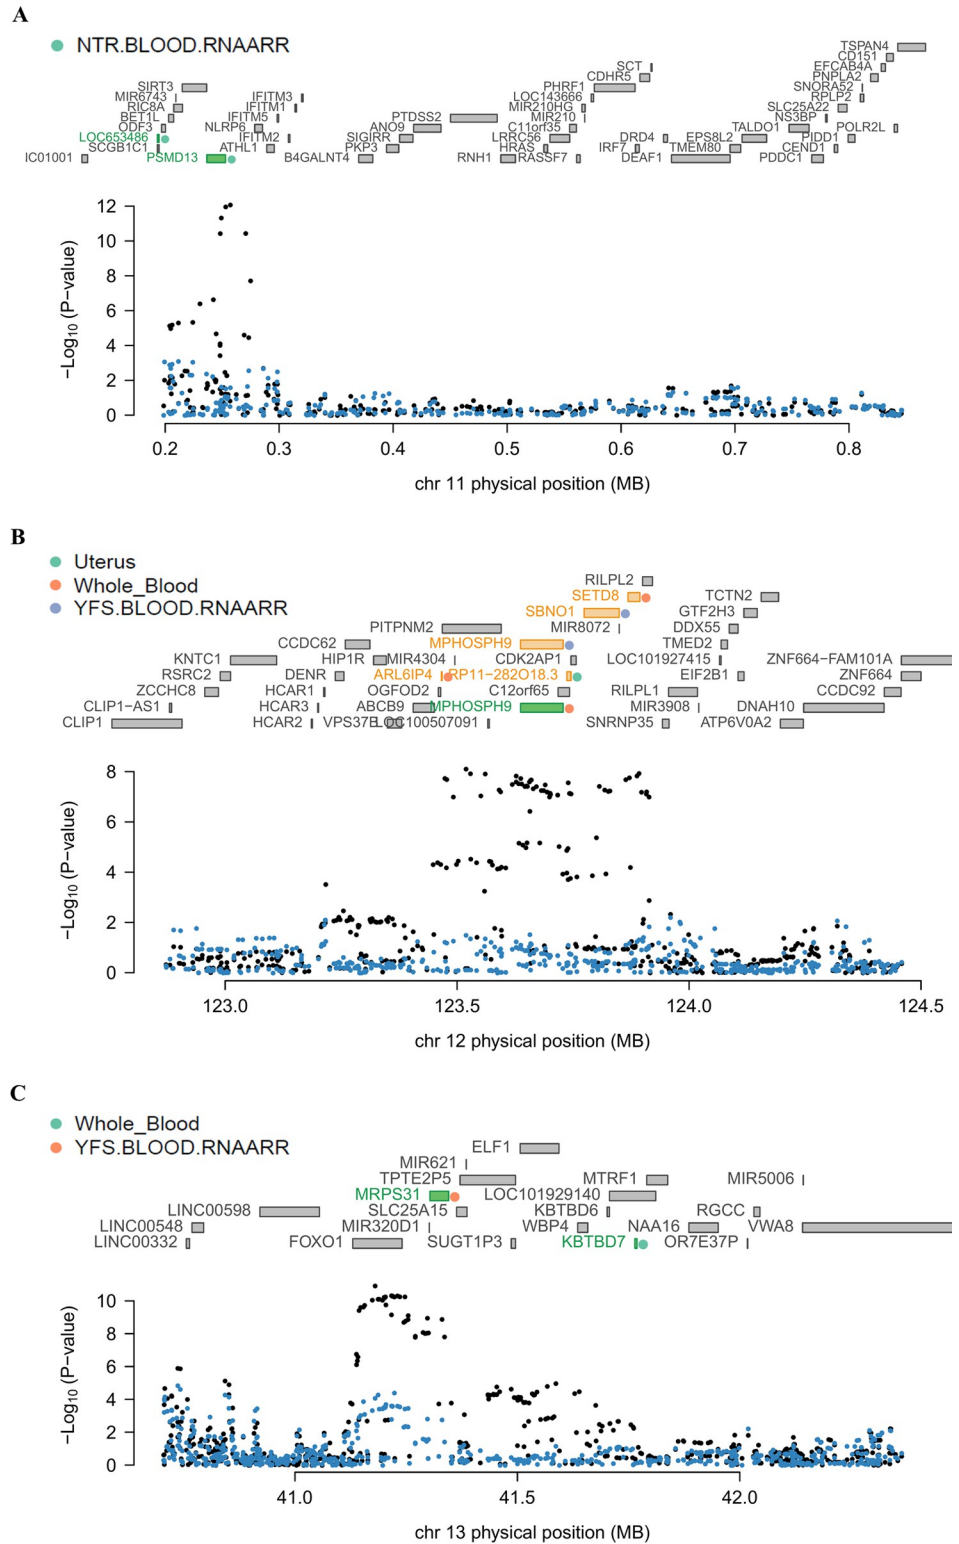 A
NTR.BLOOD.RNAARR
TSPAN4
CD151
SCT EFCAB4A
CDHR5 PNPLA2
SIRT3 PHRF1 SNORA52
MIR6743 IFITM3 LOC143666 RPLP2
RIC8A IFITM1 MIR210HG SLC25A22
BET1L IFITM5 PTDSS2 MIR210 NS3BP
ODF3 NLRP6 ANO9 C11orf35 TALDO1 POLR2L
LOC653486 IFITM2 SIGIRR LRRC56 DRD4 EPS8L2 PIDD1
SCGB1C1 ATHL1 PKP3 HRAS IRF7 TMEM80 CEND1
IC01001 PSMD13 B4GALNT4 RNH1 RASSF7 DEAF1 PDDC1
12
10
8
6
4
2
0
−Log10 (P−value)
0.2 0.3 0.4 0.5 0.6 0.7 0.8
chr 11 physical position (MB)
B
Uterus
Whole_Blood
YFS.BLOOD.RNAARR
RILPL2
SETD8 TCTN2
SBNO1 GTF2H3
PITPNM2 MIR8072 DDX55
CCDC62 MPHOSPH9 TMED2
KNTC1 HIP1R MIR4304 CDK2AP1 LOC101927415 ZNF664−FAM101A
RSRC2 DENR ARL6IP4 RP11−282O18.3 EIF2B1 ZNF664
ZCCHC8 HCAR1 OGFOD2 C12orf65 RILPL1 CCDC92
CLIP1−AS1 HCAR3 ABCB9 MPHOSPH9 MIR3908 DNAH10
CLIP1 HCAR2 VPS37B LOC100507091 SNRNP35 ATP6V0A2
8
6
4
2
0
−Log10 (P−value)
123.0 123.5 124.0 124.5
chr 12 physical position (MB)
C
Whole_Blood
YFS.BLOOD.RNAARR
ELF1
MIR621
TPTE2P5 MTRF1 MIR5006
MRPS31 LOC101929140
LINC00598 SLC25A15 KBTBD6 RGCC
LINC00548 MIR320D1 WBP4 NAA16 VWA8
LINC00332 FOXO1 SUGT1P3 KBTBD7 OR7E37P
10
8
6
4
2
0
−Log10 (P−value)
41.0 41.5 42.0
chr 13 physical position (MB)